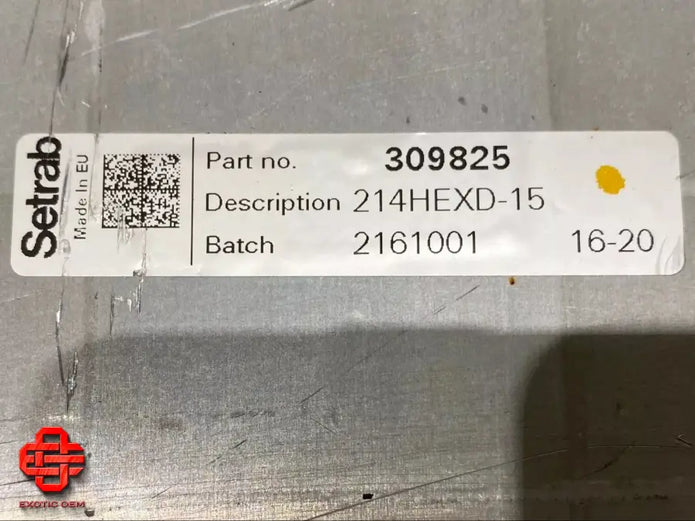 Setrab
Made In EU
Part no. 309825
Description 214HEXD-15
Batch 2161001 16-20
EXOTIC OEM